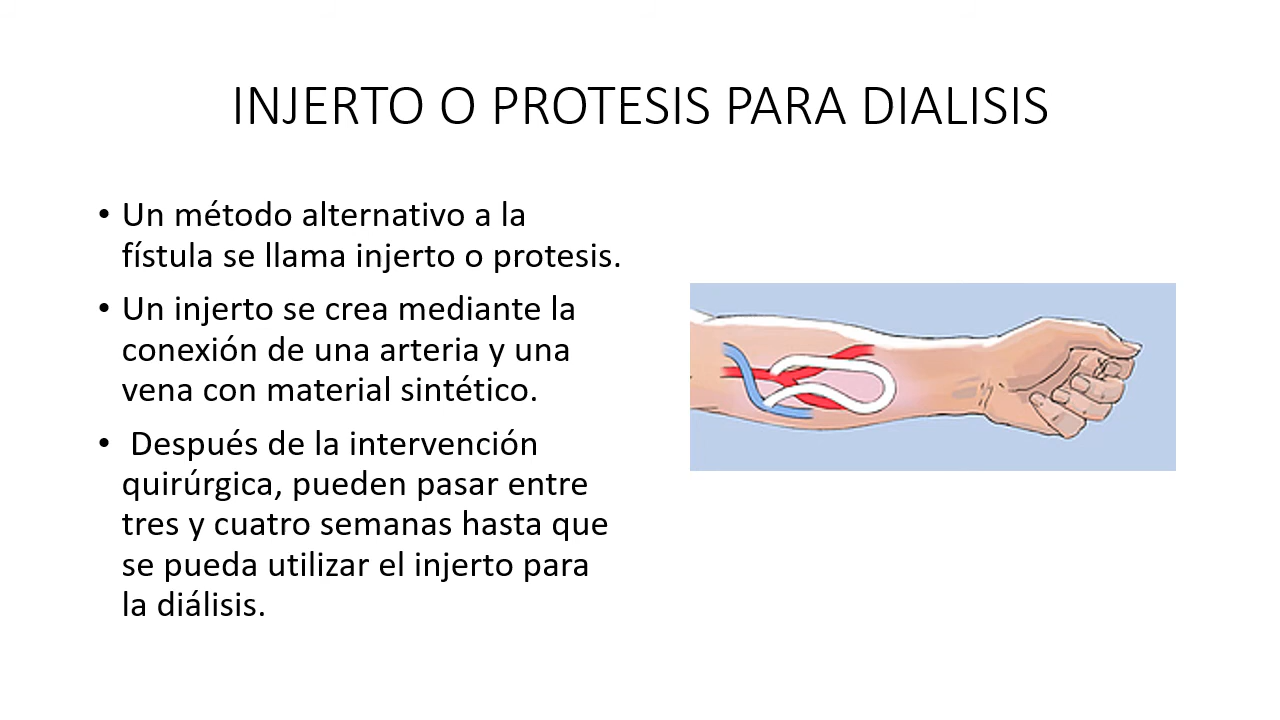 INJERTO O PROTESIS PARA DIALISIS
• Un método alternativo a la
fístula se llama injerto o protesis.
• Un injerto se crea mediante la
conexión de una arteria y una
vena con material sintético.
• Después de la intervención
quirúrgica, pueden pasar entre
tres y cuatro semanas hasta que
se pueda utilizar el injerto para
la diálisis.